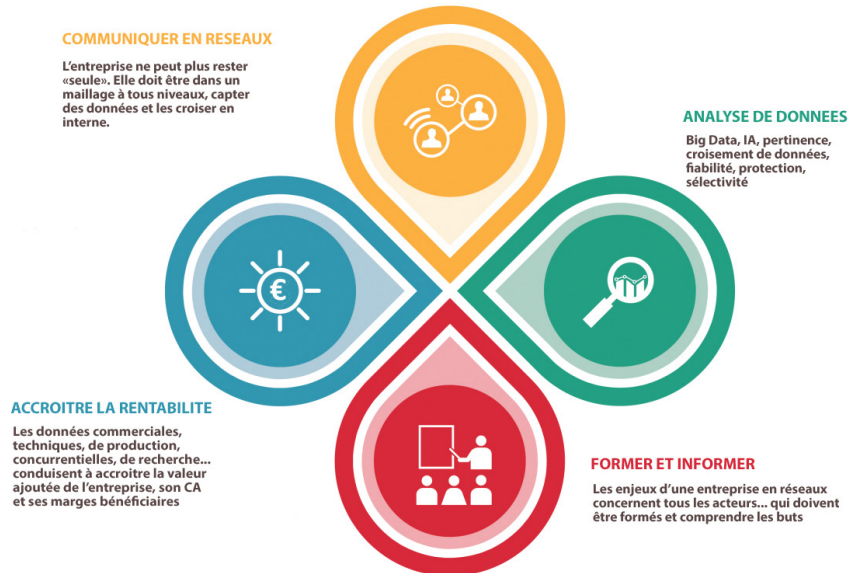 COMMUNIQUER EN RESEAUX
L'entreprise ne peut plus rester
«seule». Elle doit être dans un
maillage à tous niveaux, capter
des données et les croiser en
interne.
ANALYSE DE DONNEES
Big Data, IA, pertinence,
croisement de données,
fiabilité, protection,
sélectivité
€
ACCROITRE LA RENTABILITE
Les données commerciales,
techniques, de production,
concurrentielles, de recherche...
conduisent à accroitre la valeur
ajoutée de l'entreprise, son CA
et ses marges bénéficiaires
FORMER ET INFORMER
Les enjeux d'une entreprise en réseaux
concernent tous les acteurs... qui doivent
être formés et comprendre les buts